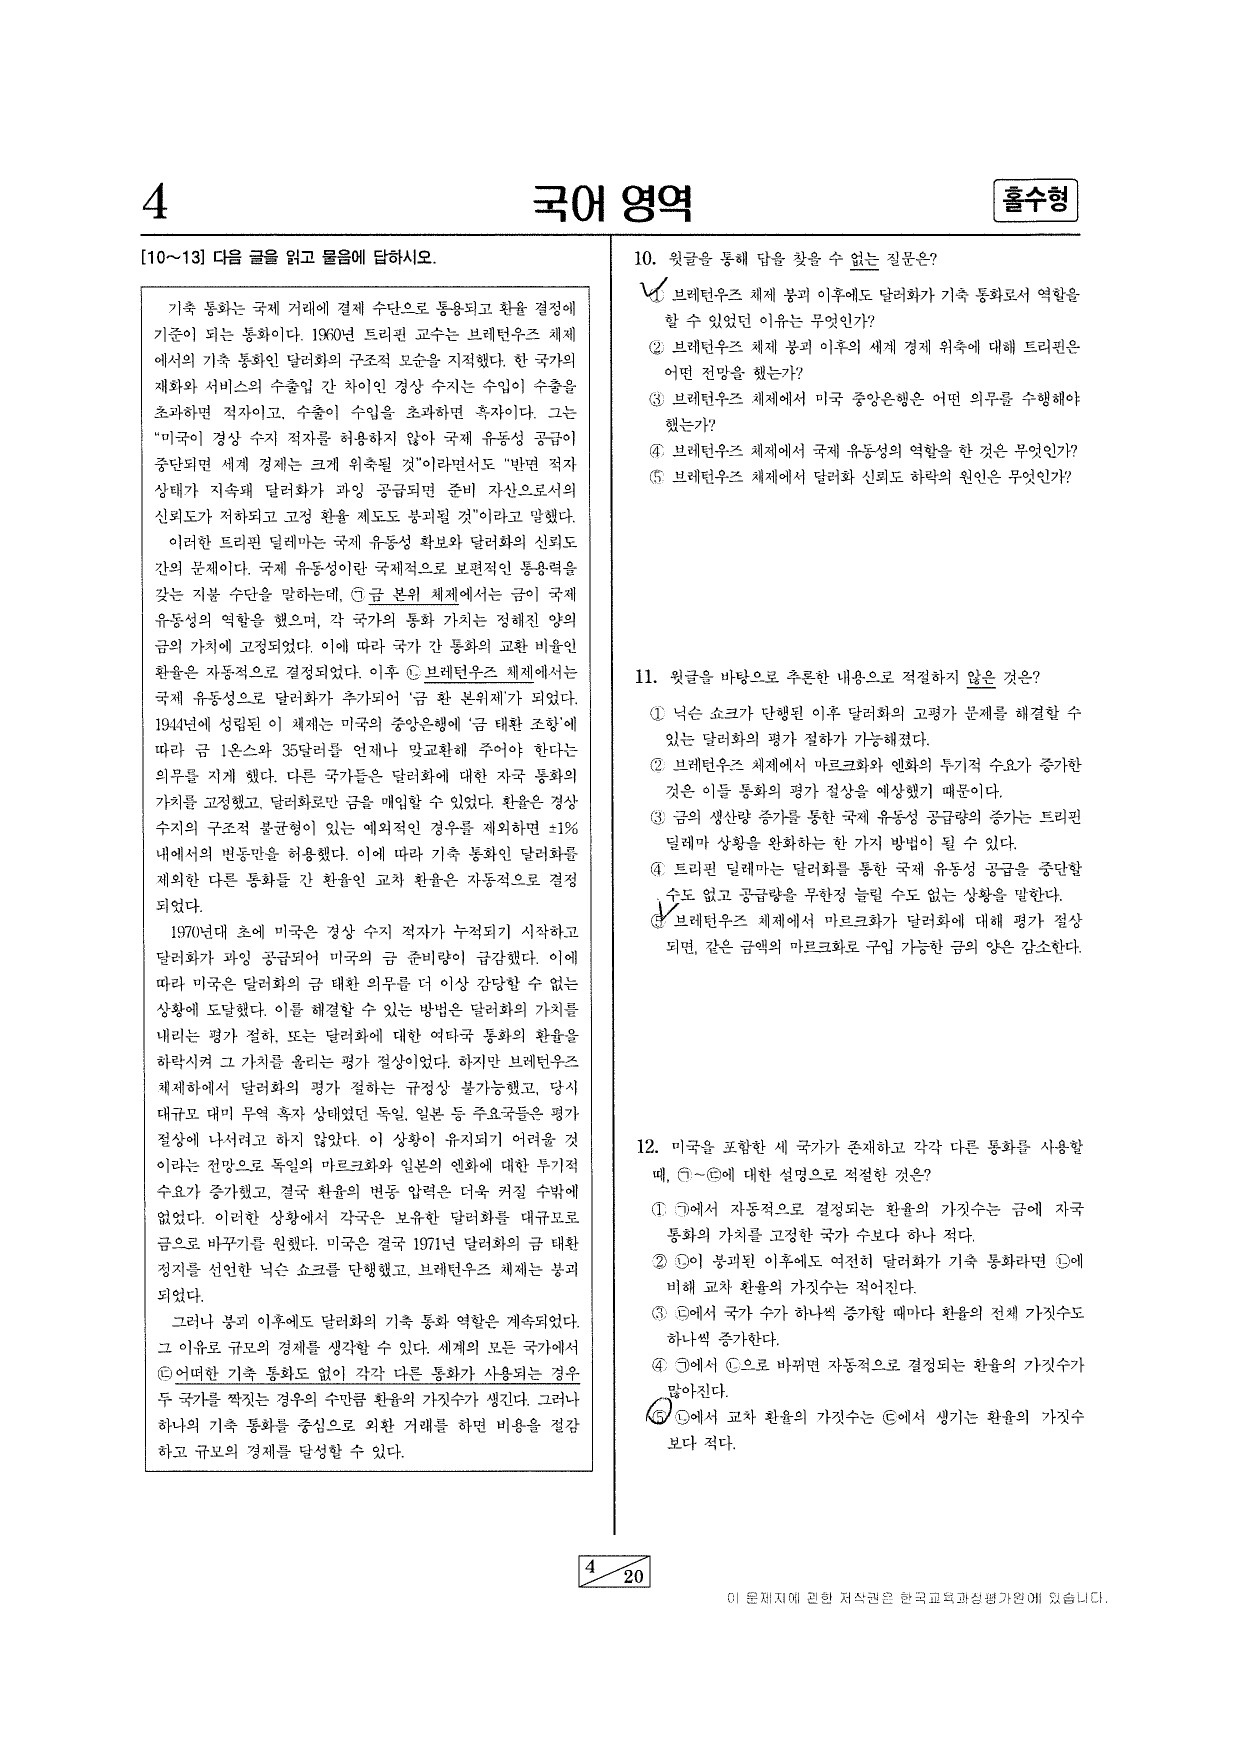 4
국어 영역
홀수형
[10～13] 다음 글을 읽고 물음에 답하시오.
기축 통화는 국제 거래에 결제 수단으로 통용되고 환율 결정에
기준이 되는 통화이다. 1960년 트리핀 교수는 브레턴우즈 체제
에서의 기축 통화인 달러화의 구조적 모순을 지적했다. 한 국가의
재화와 서비스의 수출입 간 차이인 경상 수지는 수입이 수출을
초과하면 적자이고, 수출이 수입을 초과하면 흑자이다. 그는
“미국이 경상 수지 적자를 허용하지 않아 국제 유동성 공급이
중단되면 세계 경제는 크게 위축될 것”이라면서도 “반면 적자
상태가 지속돼 달러화가 과잉 공급되면 준비 자산으로서의
신뢰도가 저하되고 고정 환율 제도도 붕괴될 것”이라고 말했다.
이러한 트리핀 딜레마는 국제 유동성 확보와 달러화의 신뢰도
간의 문제이다. 국제 유동성이란 국제적으로 보편적인 통용력을
갖는 지불 수단을 말하는데, ㉠금 본위 체제에서는 금이 국제
유동성의 역할을 했으며, 각 국가의 통화 가치는 정해진 양의
금의 가치에 고정되었다. 이에 따라 국가 간 통화의 교환 비율인
환율은 자동적으로 결정되었다. 이후 ㉡브레턴우즈 체제에서는
국제 유동성으로 달러화가 추가되어 ‘금 환 본위제’가 되었다.
1944년에 성립된 이 체제는 미국의 중앙은행에 ‘금 태환 조항’에
따라 금 1온스와 35달러를 언제나 맞교환해 주어야 한다는
의무를 지게 했다. 다른 국가들은 달러화에 대한 자국 통화의
가치를 고정했고, 달러화로만 금을 매입할 수 있었다. 환율은 경상
수지의 구조적 불균형이 있는 예외적인 경우를 제외하면 ±1%
내에서의 변동만을 허용했다. 이에 따라 기축 통화인 달러화를
제외한 다른 통화들 간 환율인 교차 환율은 자동적으로 결정
되었다.
1970년대 초에 미국은 경상 수지 적자가 누적되기 시작하고
달러화가 과잉 공급되어 미국의 금 준비량이 급감했다. 이에
따라 미국은 달러화의 금 태환 의무를 더 이상 감당할 수 없는
상황에 도달했다. 이를 해결할 수 있는 방법은 달러화의 가치를
내리는 평가 절하, 또는 달러화에 대한 여타국 통화의 환율을
하락시켜 그 가치를 올리는 평가 절상이었다. 하지만 브레턴우즈
체제하에서 달러화의 평가 절하는 규정상 불가능했고, 당시
대규모 대미 무역 흑자 상태였던 독일, 일본 등 주요국들은 평가
절상에 나서려고 하지 않았다. 이 상황이 유지되기 어려울 것
이라는 전망으로 독일의 마르크화와 일본의 엔화에 대한 투기적
수요가 증가했고, 결국 환율의 변동 압력은 더욱 커질 수밖에
없었다. 이러한 상황에서 각국은 보유한 달러화를 대규모로
금으로 바꾸기를 원했다. 미국은 결국 1971년 달러화의 금 태환
정지를 선언한 닉슨 쇼크를 단행했고, 브레턴우즈 체제는 붕괴
되었다.
그러나 붕괴 이후에도 달러화의 기축 통화 역할은 계속되었다.
그 이유로 규모의 경제를 생각할 수 있다. 세계의 모든 국가에서
㉢어떠한 기축 통화도 없이 각각 다른 통화가 사용되는 경우
두 국가를 짝짓는 경우의 수만큼 환율의 가짓수가 생긴다. 그러나
하나의 기축 통화를 중심으로 외환 거래를 하면 비용을 절감
하고 규모의 경제를 달성할 수 있다.
10. 윗글을 통해 답을 찾을 수 없는 질문은?
① 브레턴우즈 체제 붕괴 이후에도 달러화가 기축 통화로서 역할을
할 수 있었던 이유는 무엇인가?
② 브레턴우즈 체제 붕괴 이후의 세계 경제 위축에 대해 트리핀은
어떤 전망을 했는가?
③ 브레턴우즈 체제에서 미국 중앙은행은 어떤 의무를 수행해야
했는가?
④ 브레턴우즈 체제에서 국제 유동성의 역할을 한 것은 무엇인가?
⑤ 브레턴우즈 체제에서 달러화 신뢰도 하락의 원인은 무엇인가?
11. 윗글을 바탕으로 추론한 내용으로 적절하지 않은 것은?
① 닉슨 쇼크가 단행된 이후 달러화의 고평가 문제를 해결할 수
있는 달러화의 평가 절하가 가능해졌다.
② 브레턴우즈 체제에서 마르크화와 엔화의 투기적 수요가 증가한
것은 이들 통화의 평가 절상을 예상했기 때문이다.
③ 금의 생산량 증가를 통한 국제 유동성 공급량의 증가는 트리핀
딜레마 상황을 완화하는 한 가지 방법이 될 수 있다.
④ 트리핀 딜레마는 달러화를 통한 국제 유동성 공급을 중단할
수도 없고 공급량을 무한정 늘릴 수도 없는 상황을 말한다.
⑤ 브레턴우즈 체제에서 마르크화가 달러화에 대해 평가 절상
되면, 같은 금액의 마르크화로 구입 가능한 금의 양은 감소한다.
12. 미국을 포함한 세 국가가 존재하고 각각 다른 통화를 사용할
때, ㉠～㉢에 대한 설명으로 적절한 것은?
① ㉠에서 자동적으로 결정되는 환율의 가짓수는 금에 자국
통화의 가치를 고정한 국가 수보다 하나 적다.
② ㉡이 붕괴된 이후에도 여전히 달러화가 기축 통화라면 ㉡에
비해 교차 환율의 가짓수는 적어진다.
③ ㉢에서 국가 수가 하나씩 증가할 때마다 환율의 전체 가짓수도
하나씩 증가한다.
④ ㉠에서 ㉡으로 바뀌면 자동적으로 결정되는 환율의 가짓수가
많아진다.
⑤ ㉡에서 교차 환율의 가짓수는 ㉢에서 생기는 환율의 가짓수
보다 적다.
4
20
이 문제지에 관한 저작권은 한국교육과정평가원에 있습니다.